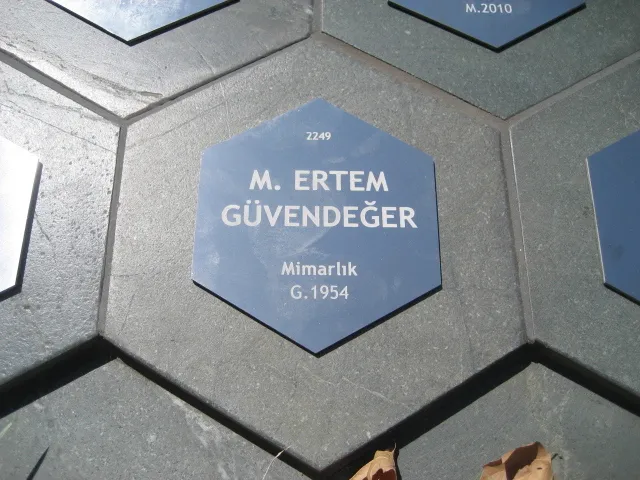 M.2010
2249
M. ERTEM
GÜVENDEĞER
Mimarlık
G.1954